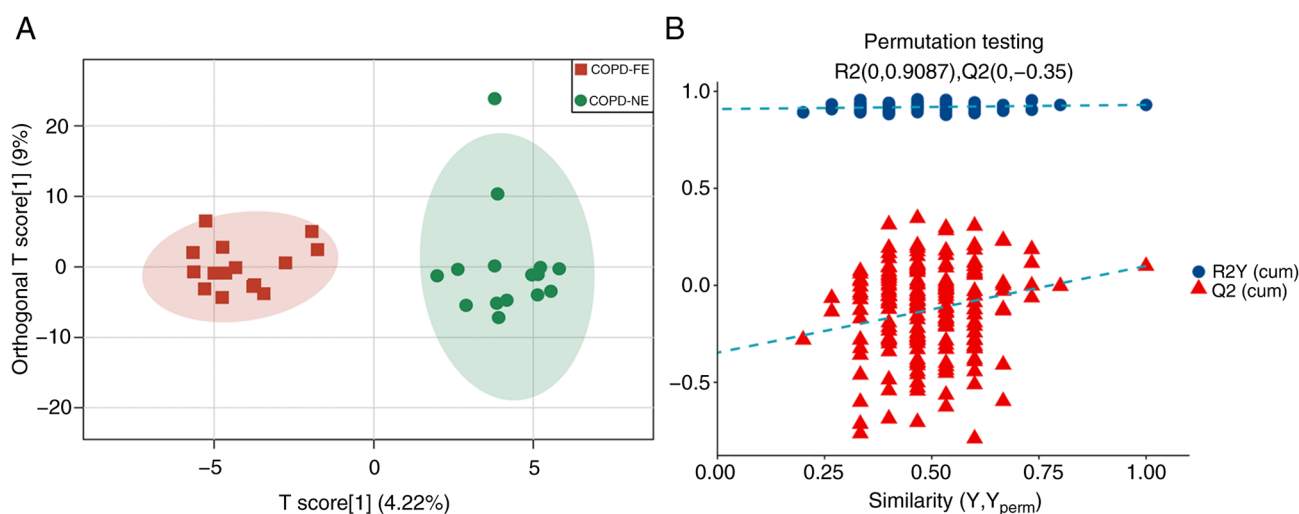 A
COPD-FE
COPD-NE
Orthogonal T score[1] (9%)
20
10
0
−10
−20
−5
0
5
T score[1] (4.22%)
B
Permutation testing
R2(0,0.9087),Q2(0,−0.35)
1.0
0.5
0.0
−0.5
R2Y (cum)
Q2 (cum)
0.00
0.25
0.50
0.75
1.00
Similarity (Y,Yperm)